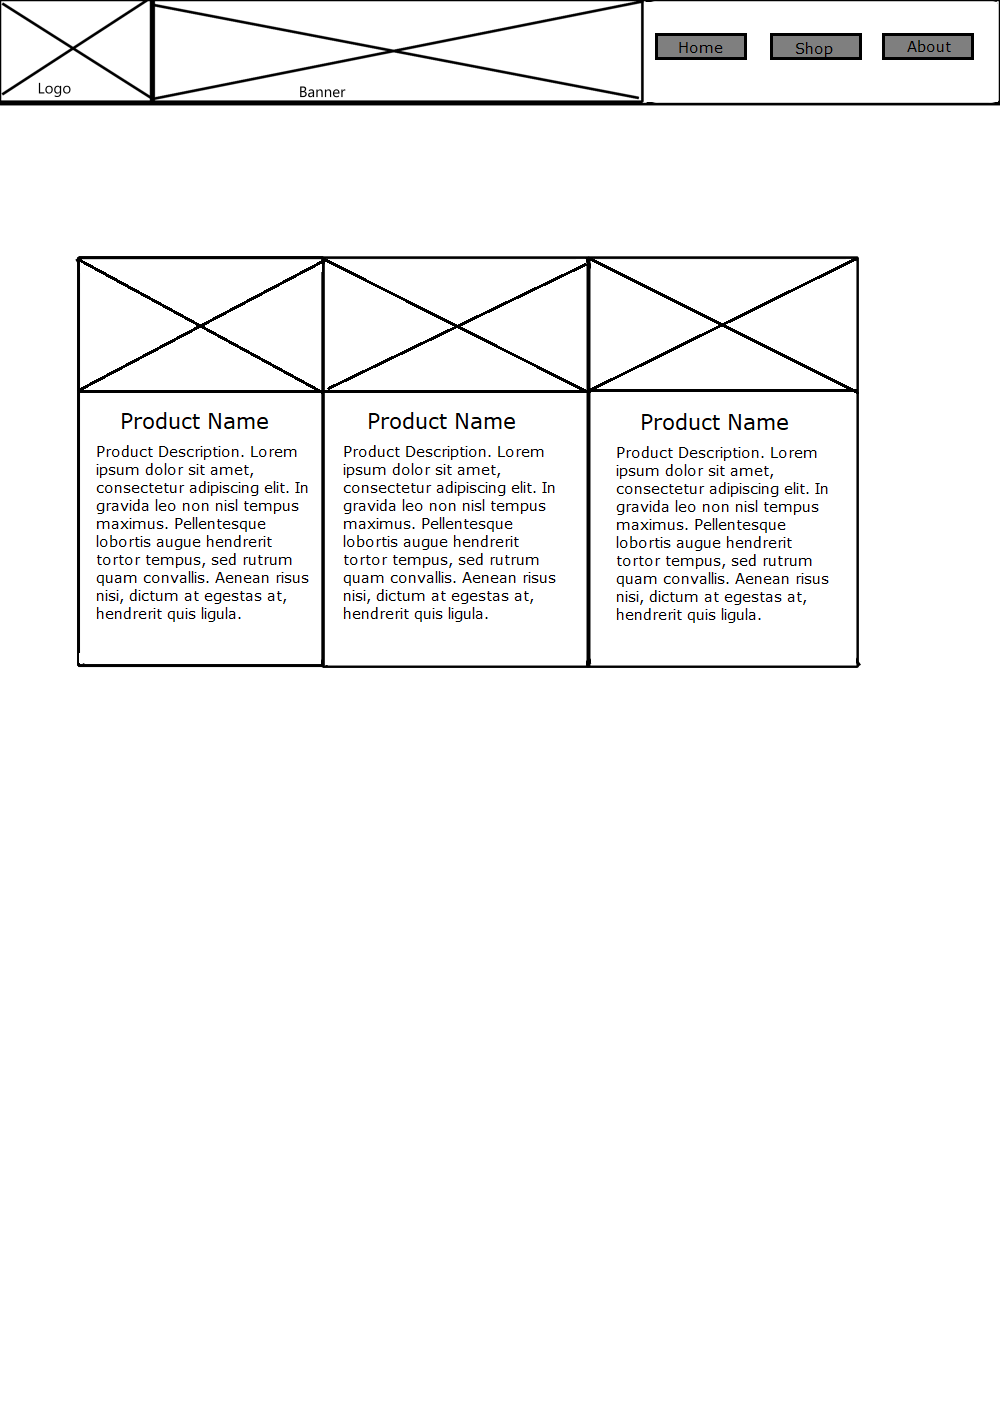 Logo
Banner
Home
Shop
About
Product Name
Product Description. Lorem
ipsum dolor sit amet,
consectetur adipiscing elit. In
gravida leo non nisl tempus
maximus. Pellentesque
lobortis augue hendrerit
tortor tempus, sed rutrum
quam convallis. Aenean risus
nisi, dictum at egestas at,
hendrerit quis ligula.
Product Name
Product Description. Lorem
ipsum dolor sit amet,
consectetur adipiscing elit. In
gravida leo non nisl tempus
maximus. Pellentesque
lobortis augue hendrerit
tortor tempus, sed rutrum
quam convallis. Aenean risus
nisi, dictum at egestas at,
hendrerit quis ligula.
Product Name
Product Description. Lorem
ipsum dolor sit amet,
consectetur adipiscing elit. In
gravida leo non nisl tempus
maximus. Pellentesque
lobortis augue hendrerit
tortor tempus, sed rutrum
quam convallis. Aenean risus
nisi, dictum at egestas at,
hendrerit quis ligula.